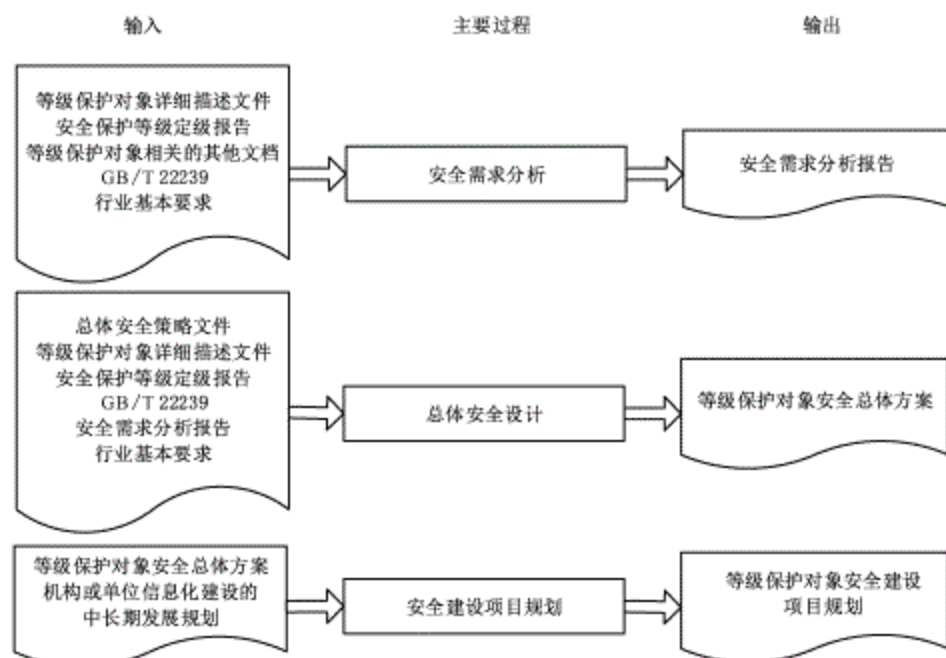 输入
主要过程
输出
等级保护对象详细描述文件
安全保护等级定级报告
等级保护对象相关的其他文档
GB/T 22239
行业基本要求
安全需求分析
安全需求分析报告
总体安全策略文件
等级保护对象详细描述文件
安全保护等级定级报告
GB/T 22239
安全需求分析报告
行业基本要求
总体安全设计
等级保护对象安全总体方案
等级保护对象安全总体方案
机构或单位信息化建设的
中长期发展规划
安全建设项目规划
等级保护对象安全建设
项目规划